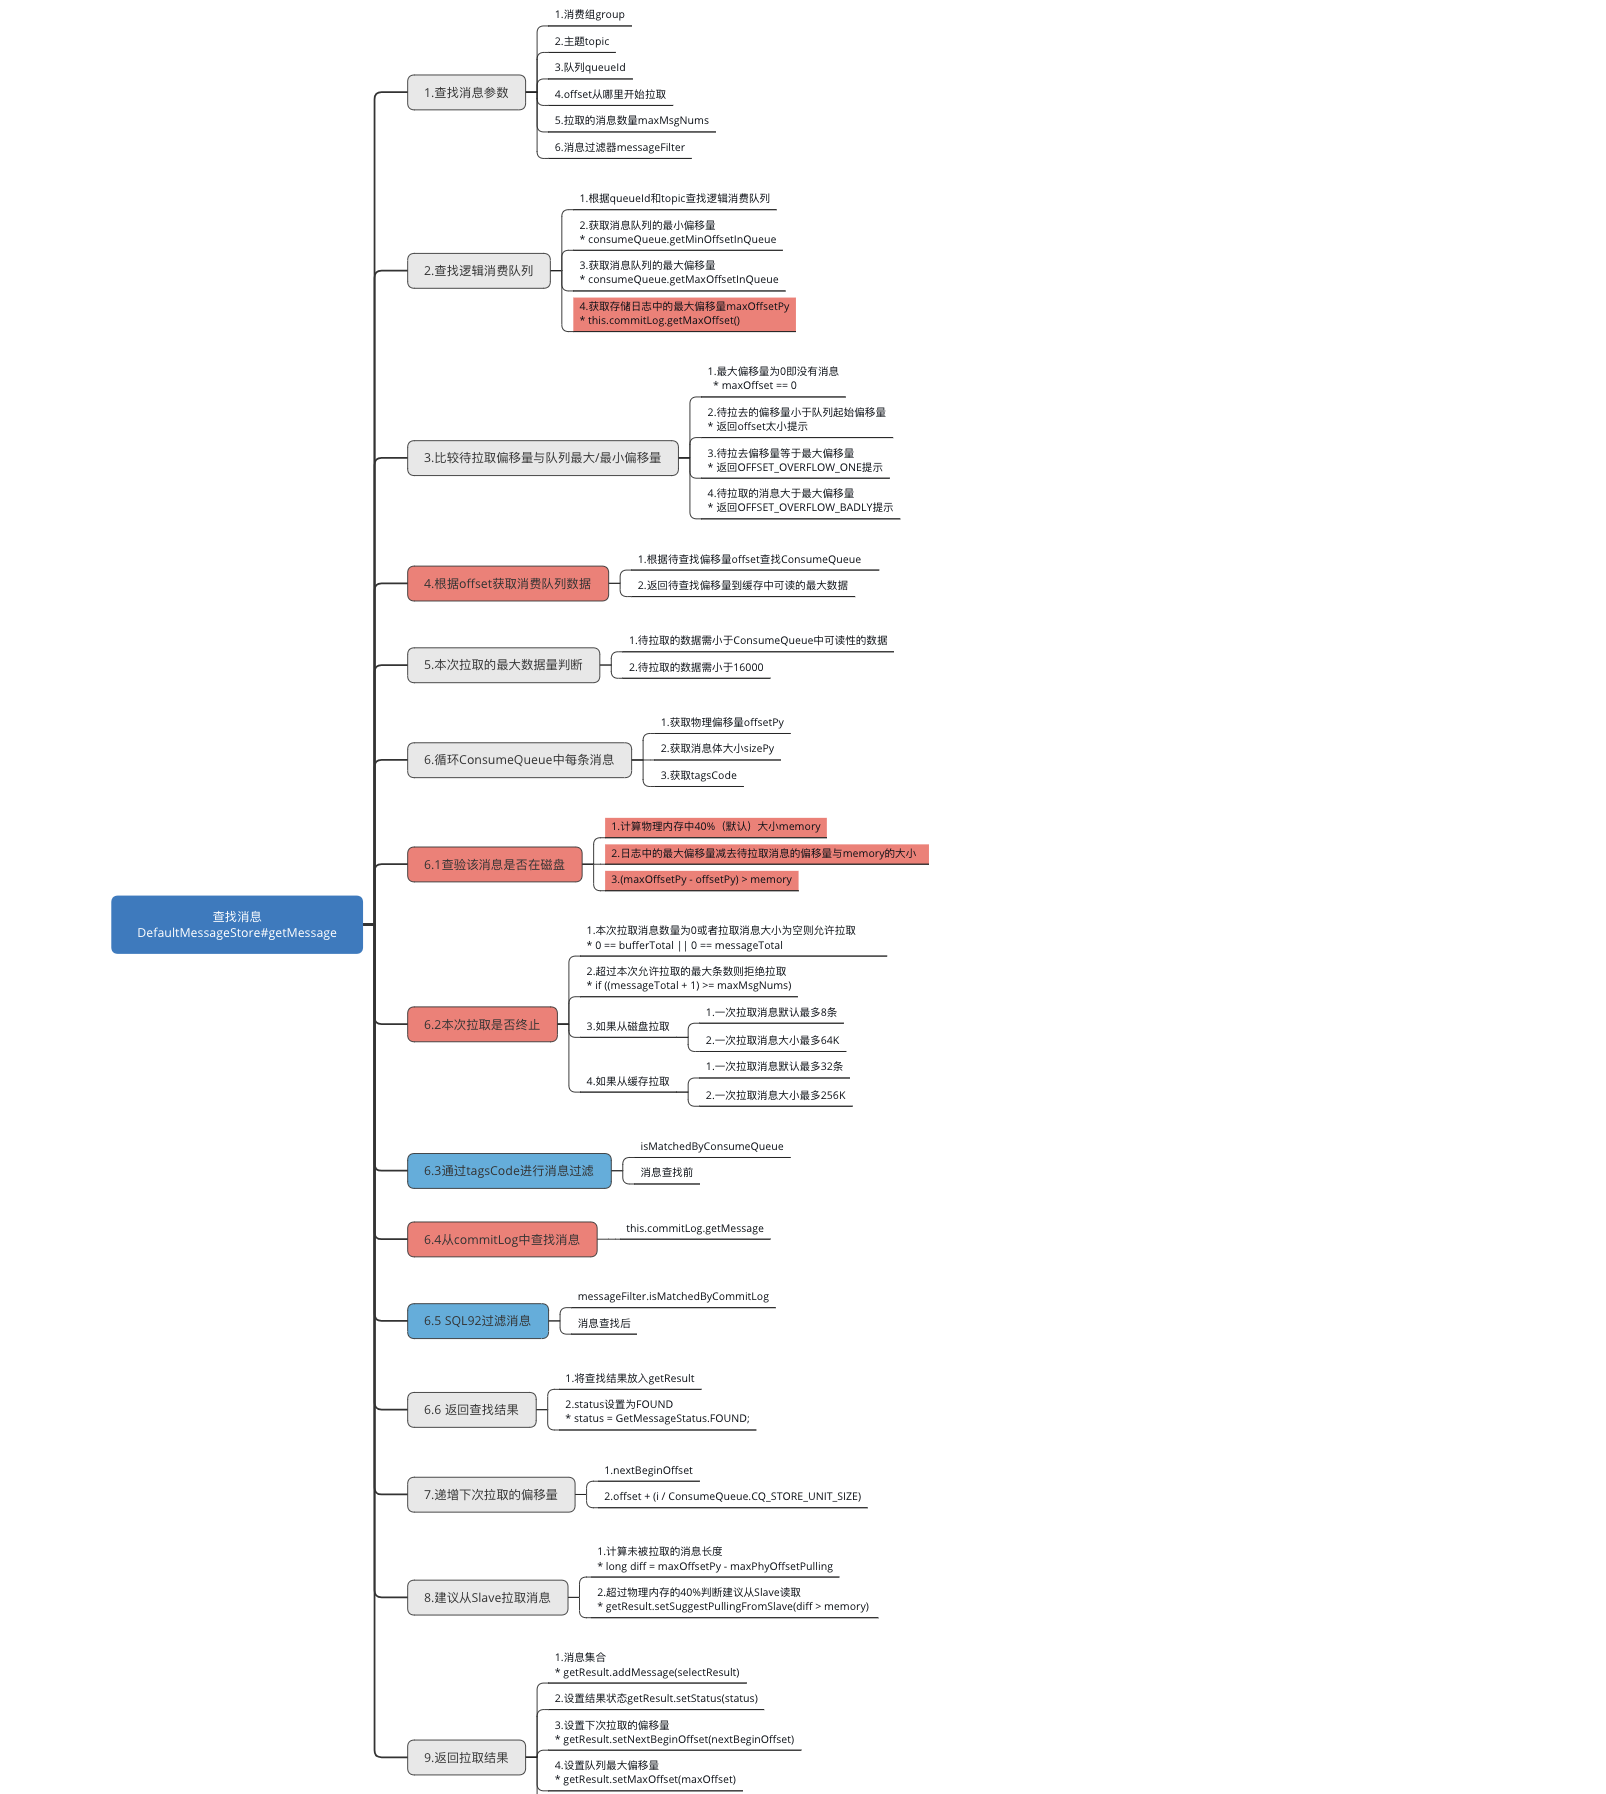 查找消息
DefaultMessageStore#getMessage
1.查找消息参数
1.消费组group
2.主题topic
3.队列queueId
4.offset从哪里开始拉取
5.拉取的消息数量maxMsgNums
6.消息过滤器messageFilter
2.查找逻辑消费队列
1.根据queueId和topic查找逻辑消费队列
2.获取消息队列的最小偏移量
* consumeQueue.getMinOffsetInQueue
3.获取消息队列的最大偏移量
* consumeQueue.getMaxOffsetInQueue
4.获取存储日志中的最大偏移量maxOffsetPy
* this.commitLog.getMaxOffset()
3.比较待拉取偏移量与队列最大/最小偏移量
1.最大偏移量为0即没有消息
* maxOffset == 0
2.待拉去的偏移量小于队列起始偏移量
* 返回offset太小提示
3.待拉去偏移量等于最大偏移量
* 返回OFFSET_OVERFLOW_ONE提示
4.待拉取的消息大于最大偏移量
* 返回OFFSET_OVERFLOW_BADLY提示
4.根据offset获取消费队列数据
1.根据待查找偏移量offset查找ConsumeQueue
2.返回待查找偏移量到缓存中可读的最大数据
5.本次拉取的最大数据量判断
1.待拉取的数据需小于ConsumeQueue中可读性的数据
2.待拉取的数据需小于16000
6.循环ConsumeQueue中每条消息
1.获取物理偏移量offsetPy
2.获取消息体大小sizePy
3.获取tagsCode
6.1查验该消息是否在磁盘
1.计算物理内存中40%（默认）大小memory
2.日志中的最大偏移量减去待拉取消息的偏移量与memory的大小
3.(maxOffsetPy - offsetPy) > memory
6.2本次拉取是否终止
1.本次拉取消息数量为0或者拉取消息大小为空则允许拉取
* 0 == bufferTotal || 0 == messageTotal
2.超过本次允许拉取的最大条数则拒绝拉取
* if ((messageTotal + 1) >= maxMsgNums)
3.如果从磁盘拉取
1.一次拉取消息默认最多8条
2.一次拉取消息大小最多64K
4.如果从缓存拉取
1.一次拉取消息默认最多32条
2.一次拉取消息大小最多256K
6.3通过tagsCode进行消息过滤
isMatchedByConsumeQueue
消息查找前
6.4从commitLog中查找消息
this.commitLog.getMessage
6.5 SQL92过滤消息
messageFilter.isMatchedByCommitLog
消息查找后
6.6 返回查找结果
1.将查找结果放入getResult
2.status设置为FOUND
* status = GetMessageStatus.FOUND;
7.递增下次拉取的偏移量
1.nextBeginOffset
2.offset + (i / ConsumeQueue.CQ_STORE_UNIT_SIZE)
8.建议从Slave拉取消息
1.计算未被拉取的消息长度
* long diff = maxOffsetPy - maxPhyOffsetPulling
2.超过物理内存的40%判断建议从Slave读取
* getResult.setSuggestPullingFromSlave(diff > memory)
9.返回拉取结果
1.消息集合
* getResult.addMessage(selectResult)
2.设置结果状态getResult.setStatus(status)
3.设置下次拉取的偏移量
* getResult.setNextBeginOffset(nextBeginOffset)
4.设置队列最大偏移量
* getResult.setMaxOffset(maxOffset)